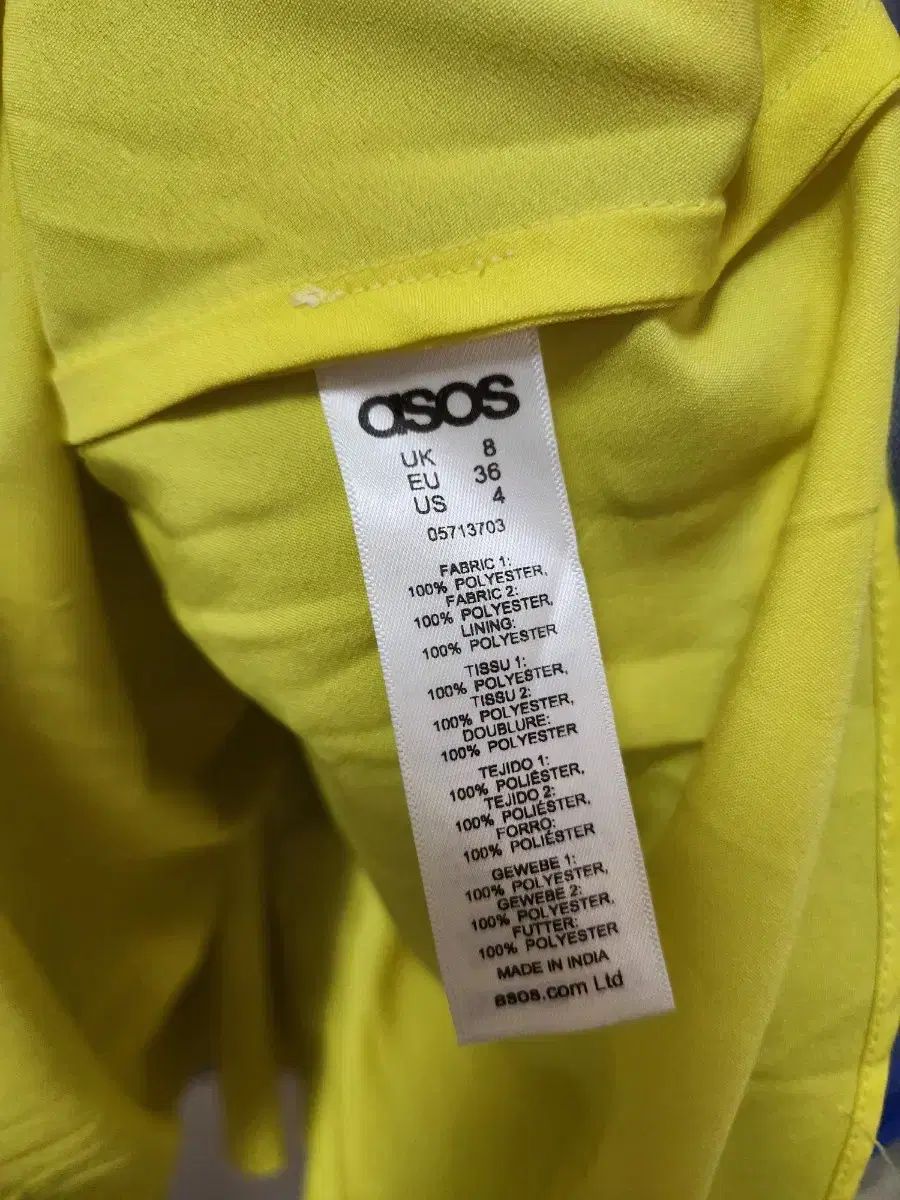 asos
UK 8
EU 36
US 4
05713703
FABRIC 1:
100% POLYESTER,
FABRIC 2:
100% POLYESTER,
LINING:
100% POLYESTER
TISSU 1:
100% POLYESTER,
TISSU 2:
100% POLYESTER,
DOUBLURE:
100% POLYESTER
TEJIDO 1:
100% POLIÉSTER,
TEJIDO 2:
100% POLIÉSTER,
FORRO:
100% POLIÉSTER
GEWEBE 1:
100% POLYESTER,
GEWEBE 2:
100% POLYESTER,
FUTTER:
100% POLYESTER
MADE IN INDIA
asos.com Ltd